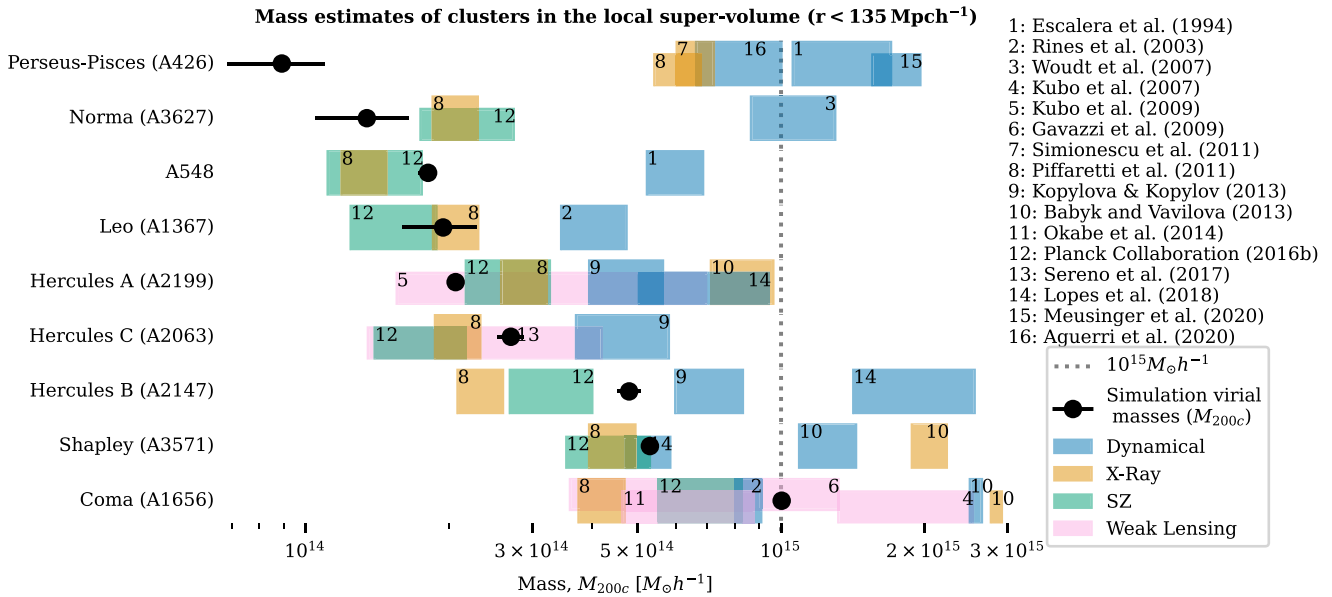 Mass estimates of clusters in the local super-volume (r < 135 Mpch⁻¹)
Perseus-Pisces (A426)
8 7 16 1 15
Norma (A3627)
8 12 3
A548
8 12 1
Leo (A1367)
12 8 2
Hercules A (A2199)
5 12 8 9 10 14
Hercules C (A2063)
12 8 13 9
Hercules B (A2147)
8 12 9 14
Shapley (A3571)
12 8 14 10 10
Coma (A1656)
8 11 12 2 6 4 10 10
10¹⁴ 3 × 10¹⁴ 5 × 10¹⁴ 10¹⁵ 2 × 10¹⁵ 3 × 10¹⁵
Mass, M₂₀₀c [M⊙h⁻¹]
1: Escalera et al. (1994)
2: Rines et al. (2003)
3: Woudt et al. (2007)
4: Kubo et al. (2007)
5: Kubo et al. (2009)
6: Gavazzi et al. (2009)
7: Simionescu et al. (2011)
8: Piffaretti et al. (2011)
9: Kopylova & Kopylov (2013)
10: Babyk and Vavilova (2013)
11: Okabe et al. (2014)
12: Planck Collaboration (2016b)
13: Sereno et al. (2017)
14: Lopes et al. (2018)
15: Meusinger et al. (2020)
16: Aguerri et al. (2020)
10¹⁵M⊙h⁻¹
Simulation virial
masses (M₂₀₀c)
Dynamical
X-Ray
SZ
Weak Lensing